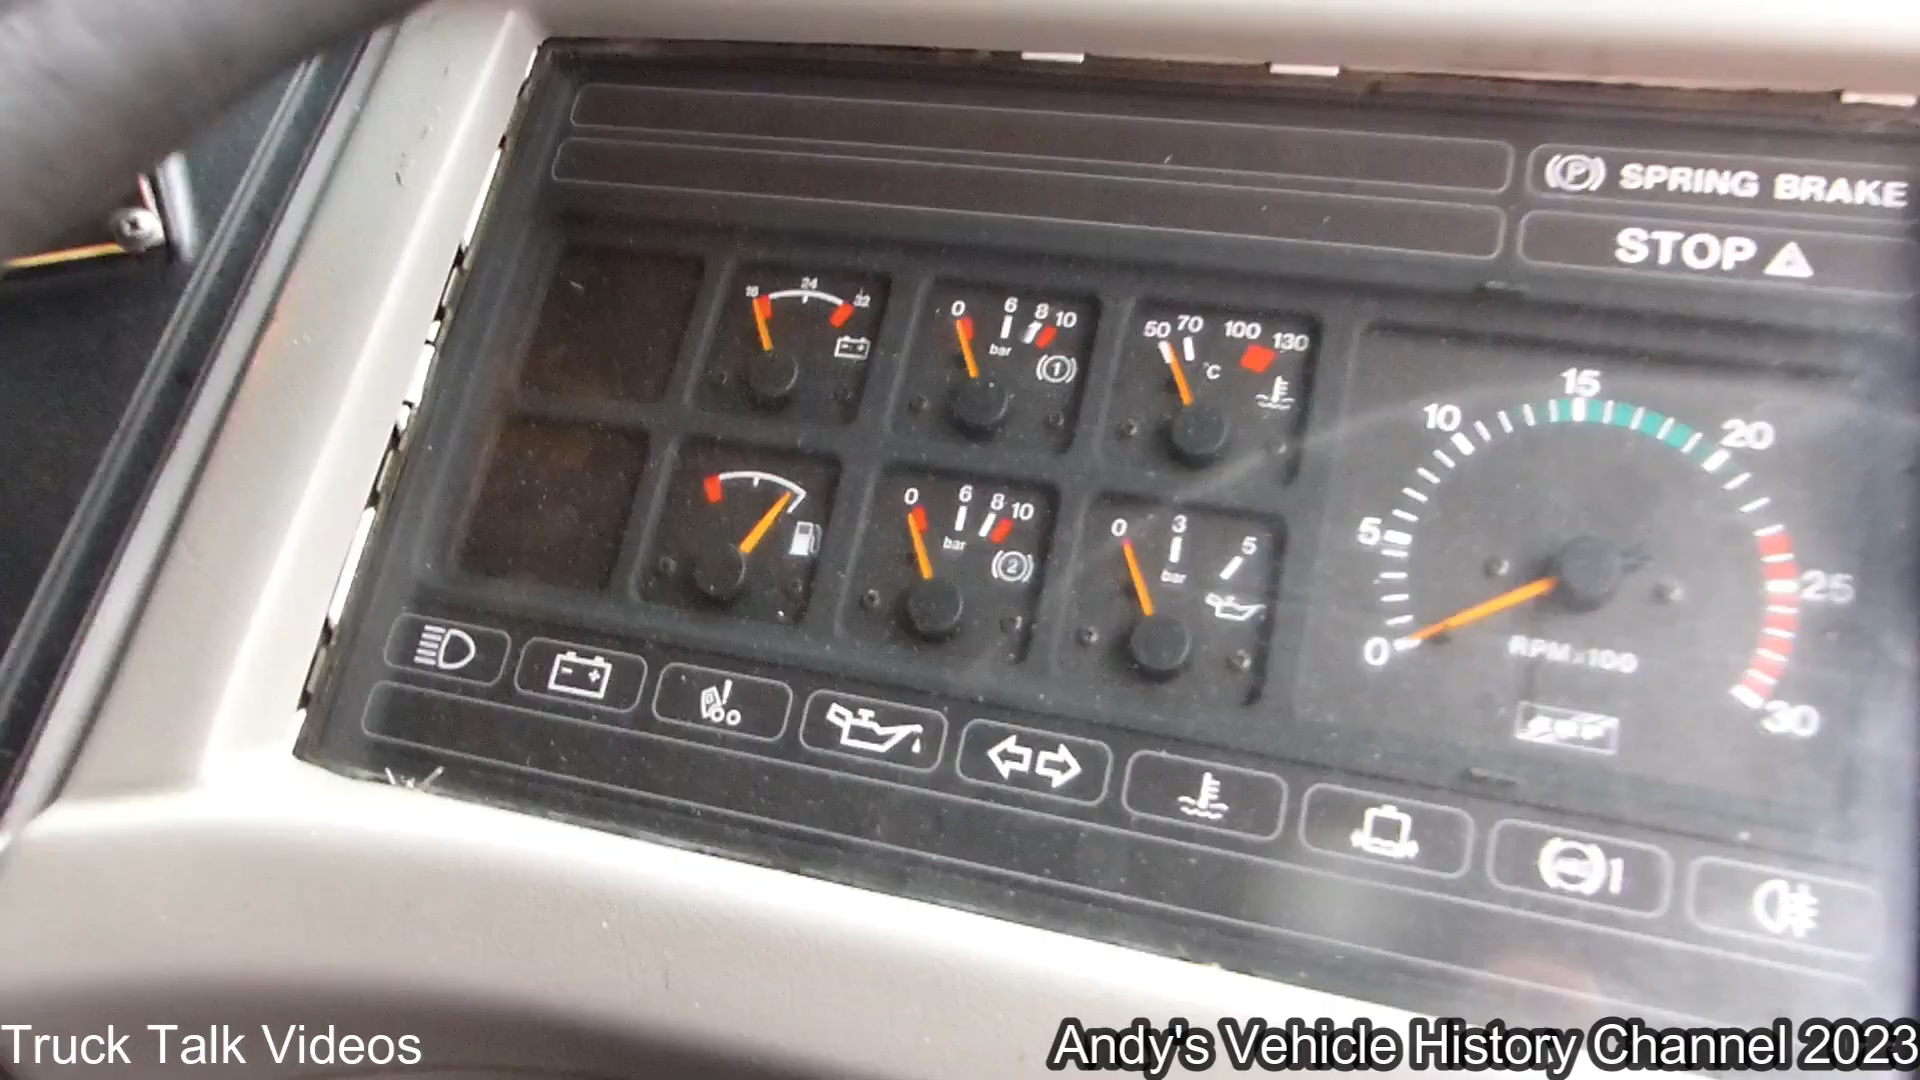 SPRING BRAKE
STOP
16 24 32
0 6 8 10
bar
1
50 70 100 130
°C
0 6 8 10
bar
2
0 3 5
bar
0 5 10 15 20 25 30
RPM x100
Truck Talk Videos
Andy's Vehicle History Channel 2023